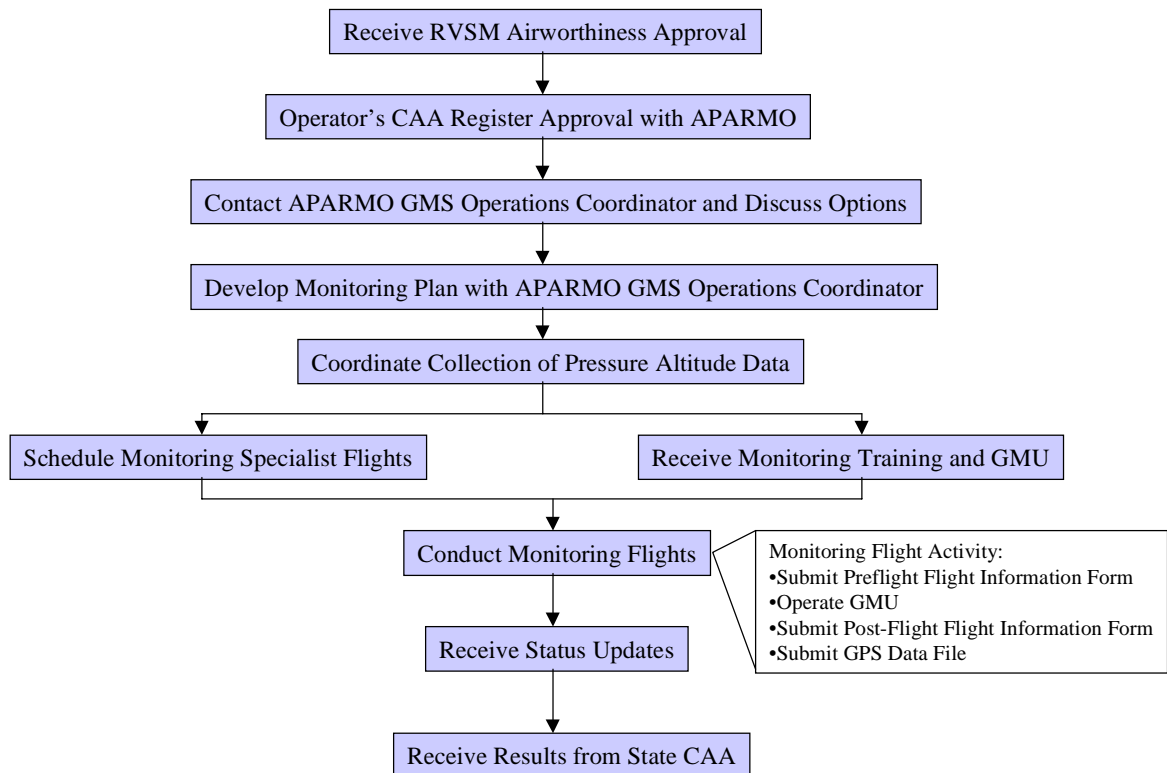 Receive RVSM Airworthiness Approval
Operator’s CAA Register Approval with APARMO
Contact APARMO GMS Operations Coordinator and Discuss Options
Develop Monitoring Plan with APARMO GMS Operations Coordinator
Coordinate Collection of Pressure Altitude Data
Schedule Monitoring Specialist Flights
Receive Monitoring Training and GMU
Conduct Monitoring Flights
Monitoring Flight Activity:
•Submit Preflight Flight Information Form
•Operate GMU
•Submit Post-Flight Flight Information Form
•Submit GPS Data File
Receive Status Updates
Receive Results from State CAA